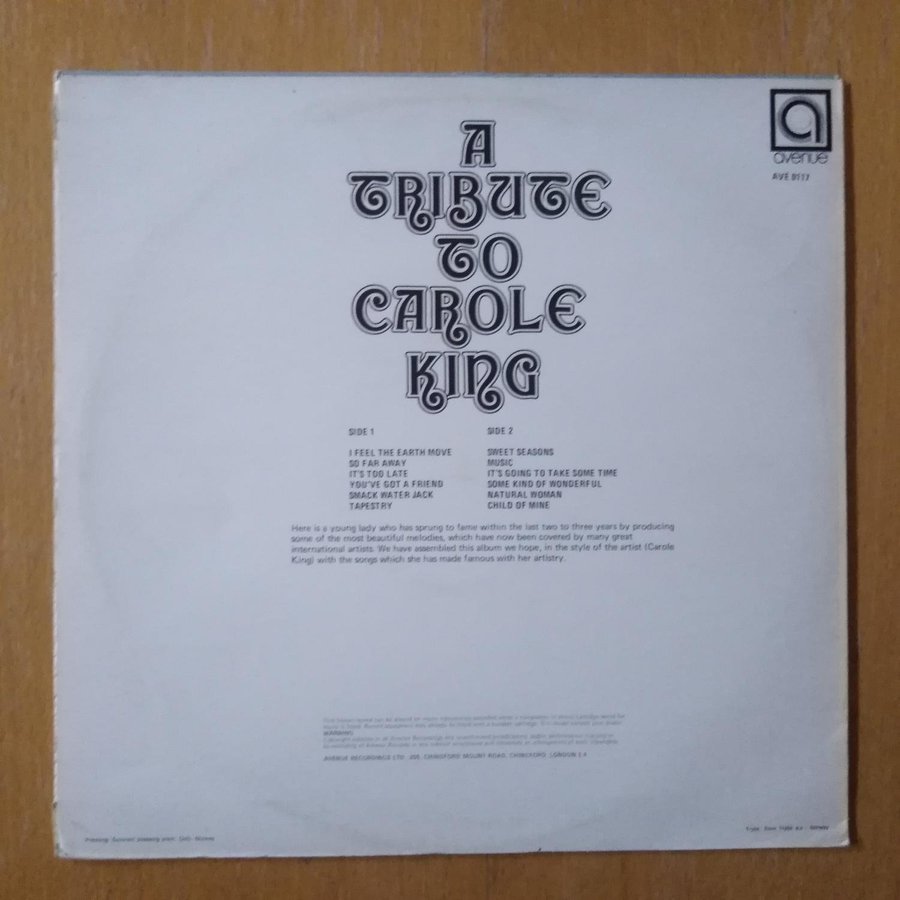 A
TRIBUTE
TO
CAROLE
KING
avenue
SIDE 1
I FEEL THE EARTH MOVE
SO FAR AWAY
IT'S TOO LATE
YOU'VE GOT A FRIEND
SMACK WATER JACK
TAPESTRY
SIDE 2
SWEET SEASONS
MUSIC
IT'S GOING TO TAKE SOME TIME
SOME KIND OF WONDERFUL
NATURAL WOMAN
CHILD OF MINE
Here is a young lady who has sprung to fame within the last two to three years by producing
some of the most beautiful melodies, which have now been covered by many great
international artists. We have assembled this album we hope, in the style of the artist (Carole
King) with the songs which she has made famous with her artistry.
WARNING
AVENUE RECORDINGS LTD CHINGFORD MOUNT ROAD, CHINGFORD LONDON E4